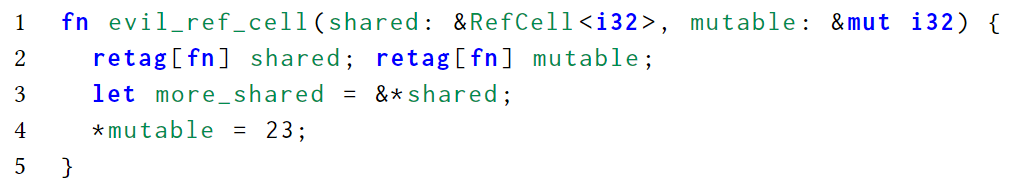 1 fn evil_ref_cell(shared: &RefCell<i32>, mutable: &mut i32) {
2 retag[fn] shared; retag[fn] mutable;
3 let more_shared = &*shared;
4 *mutable = 23;
5 }